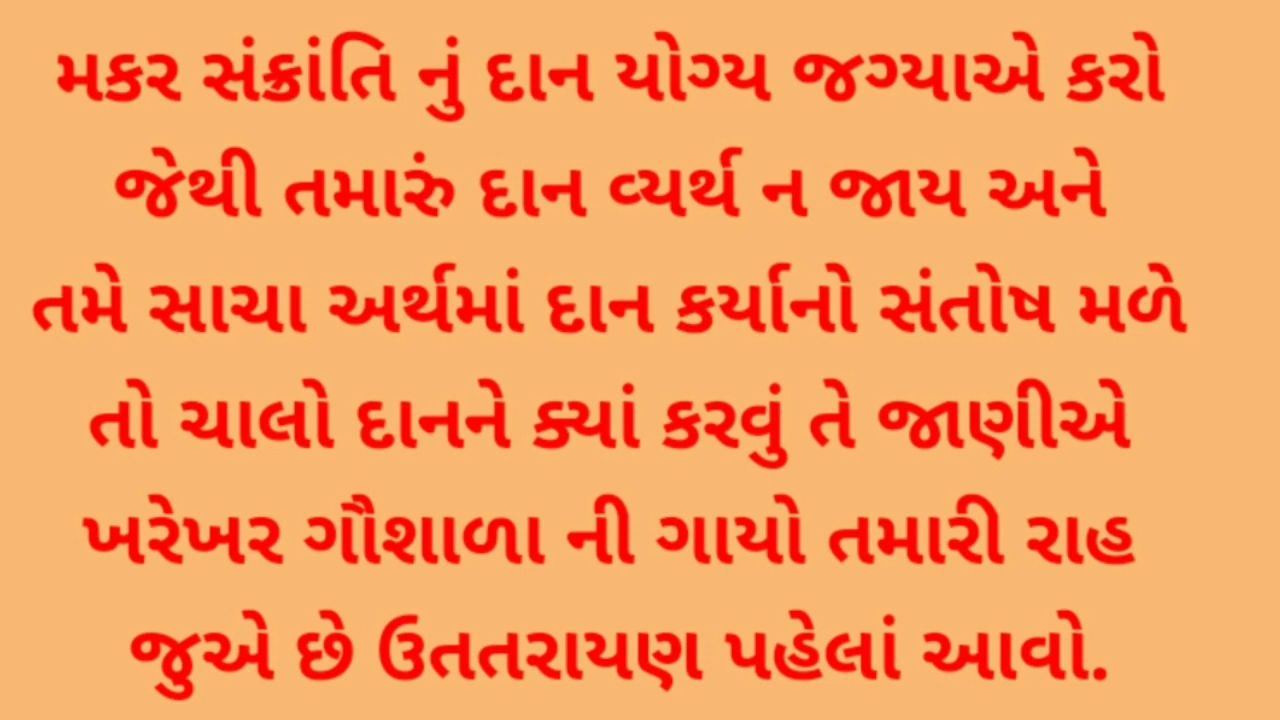 મકર સંક્રાંતિ નું દાન યોગ્ય જગ્યાએ કરો
જેથી તમારું દાન વ્યર્થ ન જાય અને
તમે સાચા અર્થમાં દાન કર્યાનો સંતોષ મળે
તો ચાલો દાનને ક્યાં કરવું તે જાણીએ
ખરેખર ગૌશાળા ની ગાયો તમારી રાહ
જુએ છે ઉતતરાયણ પહેલાં આવો.